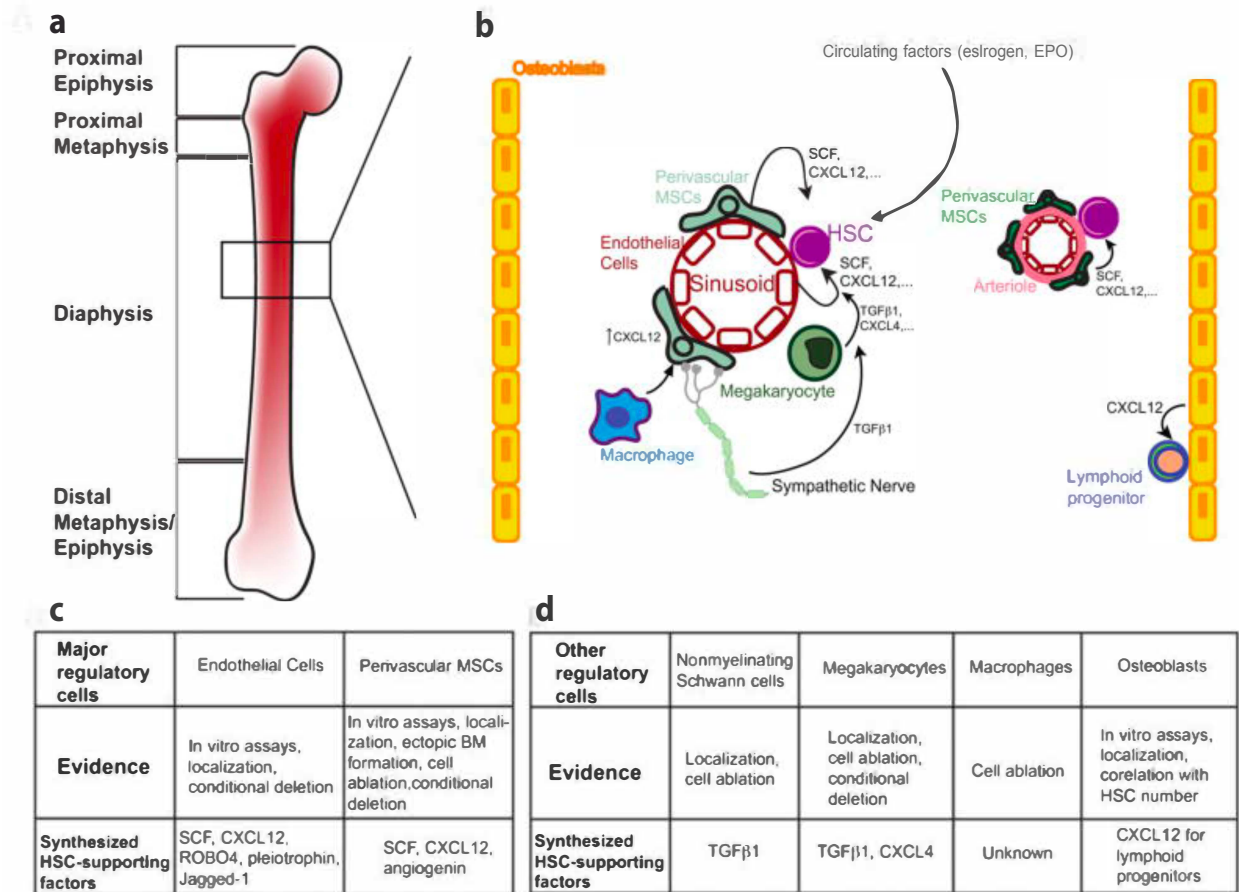 a
Proximal
Epiphysis
Proximal
Metaphysis
Diaphysis
Distal
Metaphysis/
Epiphysis
b
Circulating factors (eslrogen, EPO)
Osteoblasts
Perivascular
MSCs
SCF,
CXCL12,...
HSC
Endothelial
Cells
Sinusoid
SCF,
CXCL12,...
TGFβ1,
CXCL4,...
↑CXCL12
Megakaryocyte
Macrophage
TGFβ1
Sympathetic Nerve
Perivascular
MSCs
Arteriole
SCF,
CXCL12,...
CXCL12
Lymphoid
progenitor
c
Major
regulatory
cells
Endothelial Cells
Perivascular MSCs
Evidence
In vitro assays,
localization,
conditional deletion
In vitro assays, locali-
zation, ectopic BM
formation, cell
ablation,conditional
deletion
Synthesized
HSC-supporting
factors
SCF, CXCL12,
ROBO4, pleiotrophin,
Jagged-1
SCF, CXCL12,
angiogenin
d
Other
regulatory
cells
Nonmyelinating
Schwann cells
Megakaryocytes
Macrophages
Osteoblasts
Evidence
Localization,
cell ablation
Localization,
cell ablation,
conditional
deletion
Cell ablation
In vitro assays,
localization,
corelation with
HSC number
Synthesized
HSC-supporting
factors
TGFβ1
TGFβ1, CXCL4
Unknown
CXCL12 for
lymphoid
progenitors